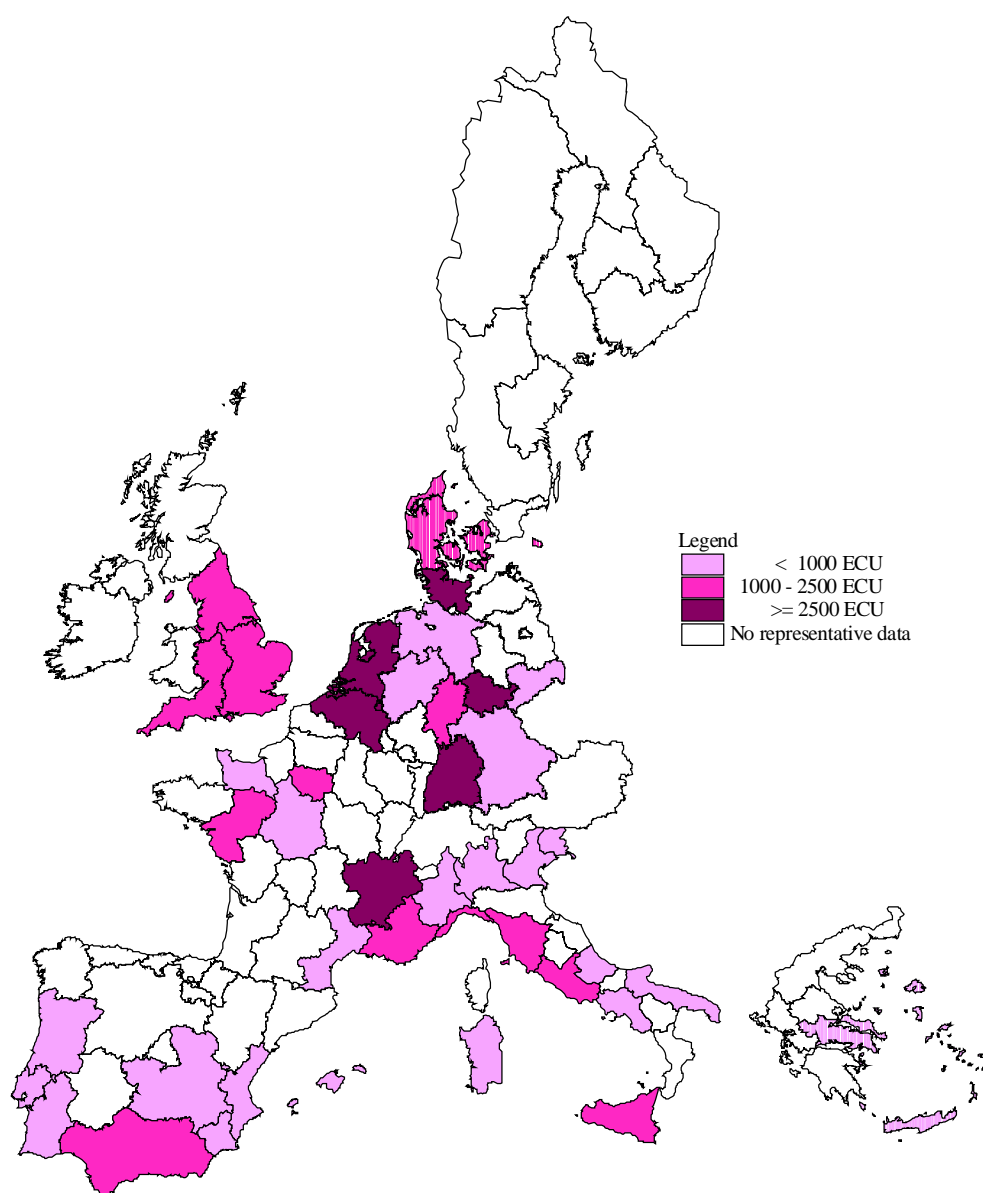 Legend
< 1000 ECU
1000 - 2500 ECU
>= 2500 ECU
No representative data